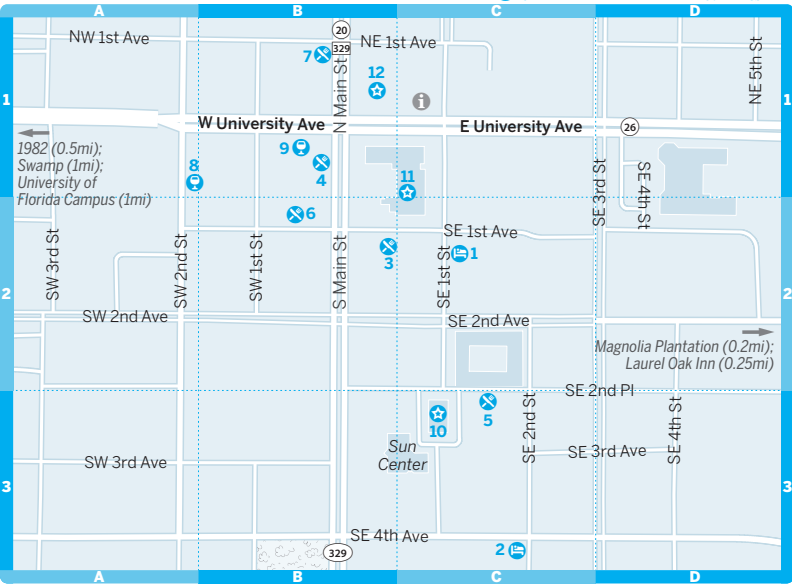 A
B
C
D
20
329
NW 1st Ave
NE 1st Ave
7
12
N Main St
NE 5th St
1
1
W University Ave
E University Ave
26
1982 (0.5mi);
Swamp (1mi);
University of
Florida Campus (1mi)
9
4
8
11
SE 3rd St
SE 4th St
6
SE 1st Ave
3
1
SW 3rd St
SW 2nd St
SW 1st St
S Main St
SE 1st St
2
2
SW 2nd Ave
SE 2nd Ave
Magnolia Plantation (0.2mi);
Laurel Oak Inn (0.25mi)
SE 2nd Pl
10
5
SE 2nd St
SE 4th St
Sun
Center
SE 3rd Ave
SW 3rd Ave
3
3
SE 4th Ave
329
2
A
B
C
D